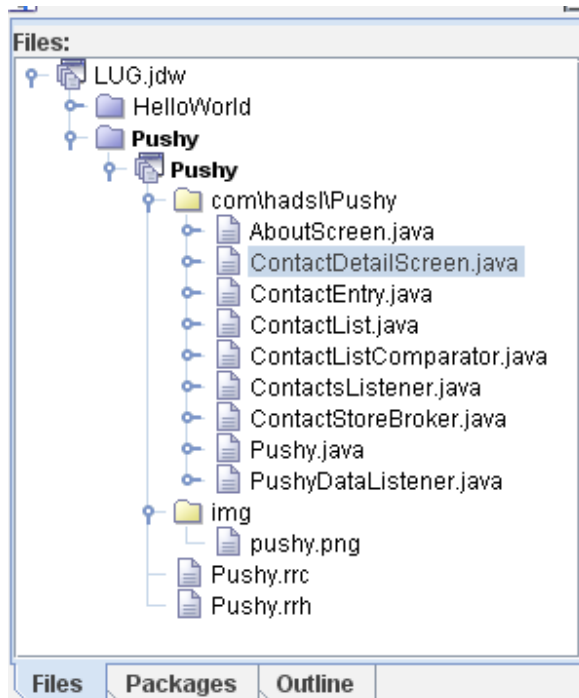 Files:
LUG.jdw
HelloWorld
Pushy
Pushy
com\hadsl\Pushy
AboutScreen.java
ContactDetailScreen.java
ContactEntry.java
ContactList.java
ContactListComparator.java
ContactsListener.java
ContactStoreBroker.java
Pushy.java
PushyDataListener.java
img
pushy.png
Pushy.rrc
Pushy.rrh
Files Packages Outline